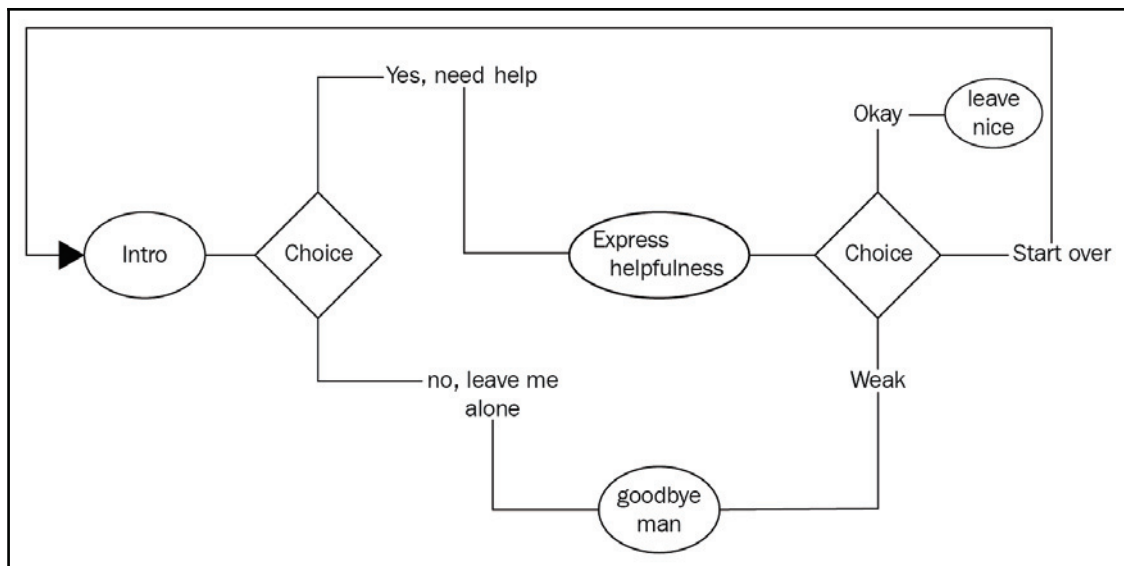 Yes, need help
Okay
leave
nice
Intro
Choice
Express
helpfulness
Choice
Start over
no, leave me
alone
Weak
goodbye
man